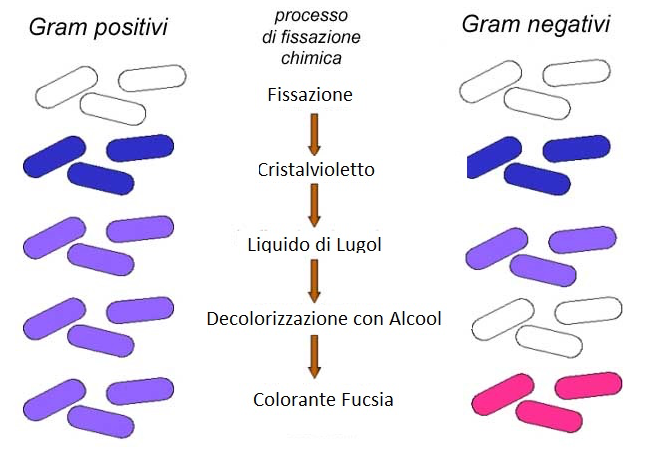 Gram positivi
processo
di fissazione
chimica
Gram negativi
Fissazione
Cristalvioletto
Liquido di Lugol
Decolorizzazione con Alcool
Colorante Fucsia